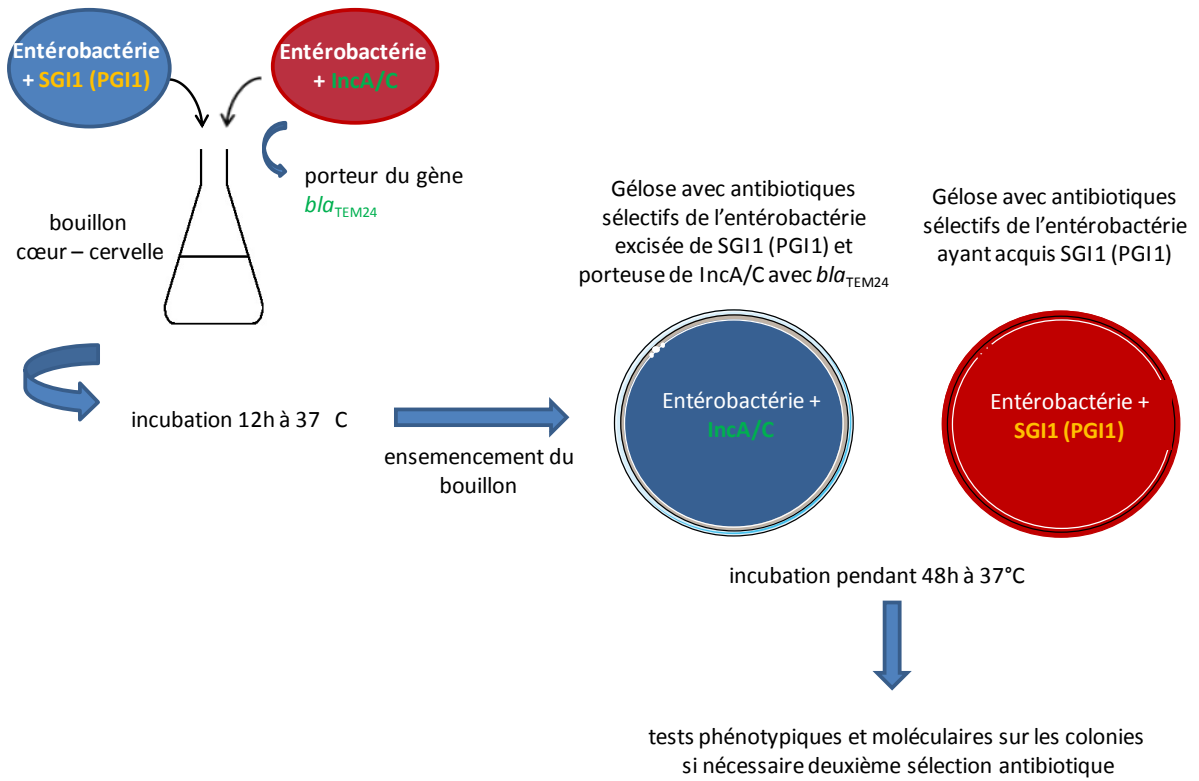 Entérobactérie
+ SGI1 (PGI1)
Entérobactérie
+ IncA/C
porteur du gène
blaTEM24
bouillon
cœur – cervelle
incubation 12h à 37 C
ensemencement du
bouillon
Gélose avec antibiotiques
sélectifs de l’entérobactérie
excisée de SGI1 (PGI1) et
porteuse de IncA/C avec blaTEM24
Gélose avec antibiotiques
sélectifs de l’entérobactérie
ayant acquis SGI1 (PGI1)
Entérobactérie +
IncA/C
Entérobactérie +
SGI1 (PGI1)
incubation pendant 48h à 37°C
tests phénotypiques et moléculaires sur les colonies
si nécessaire deuxième sélection antibiotique